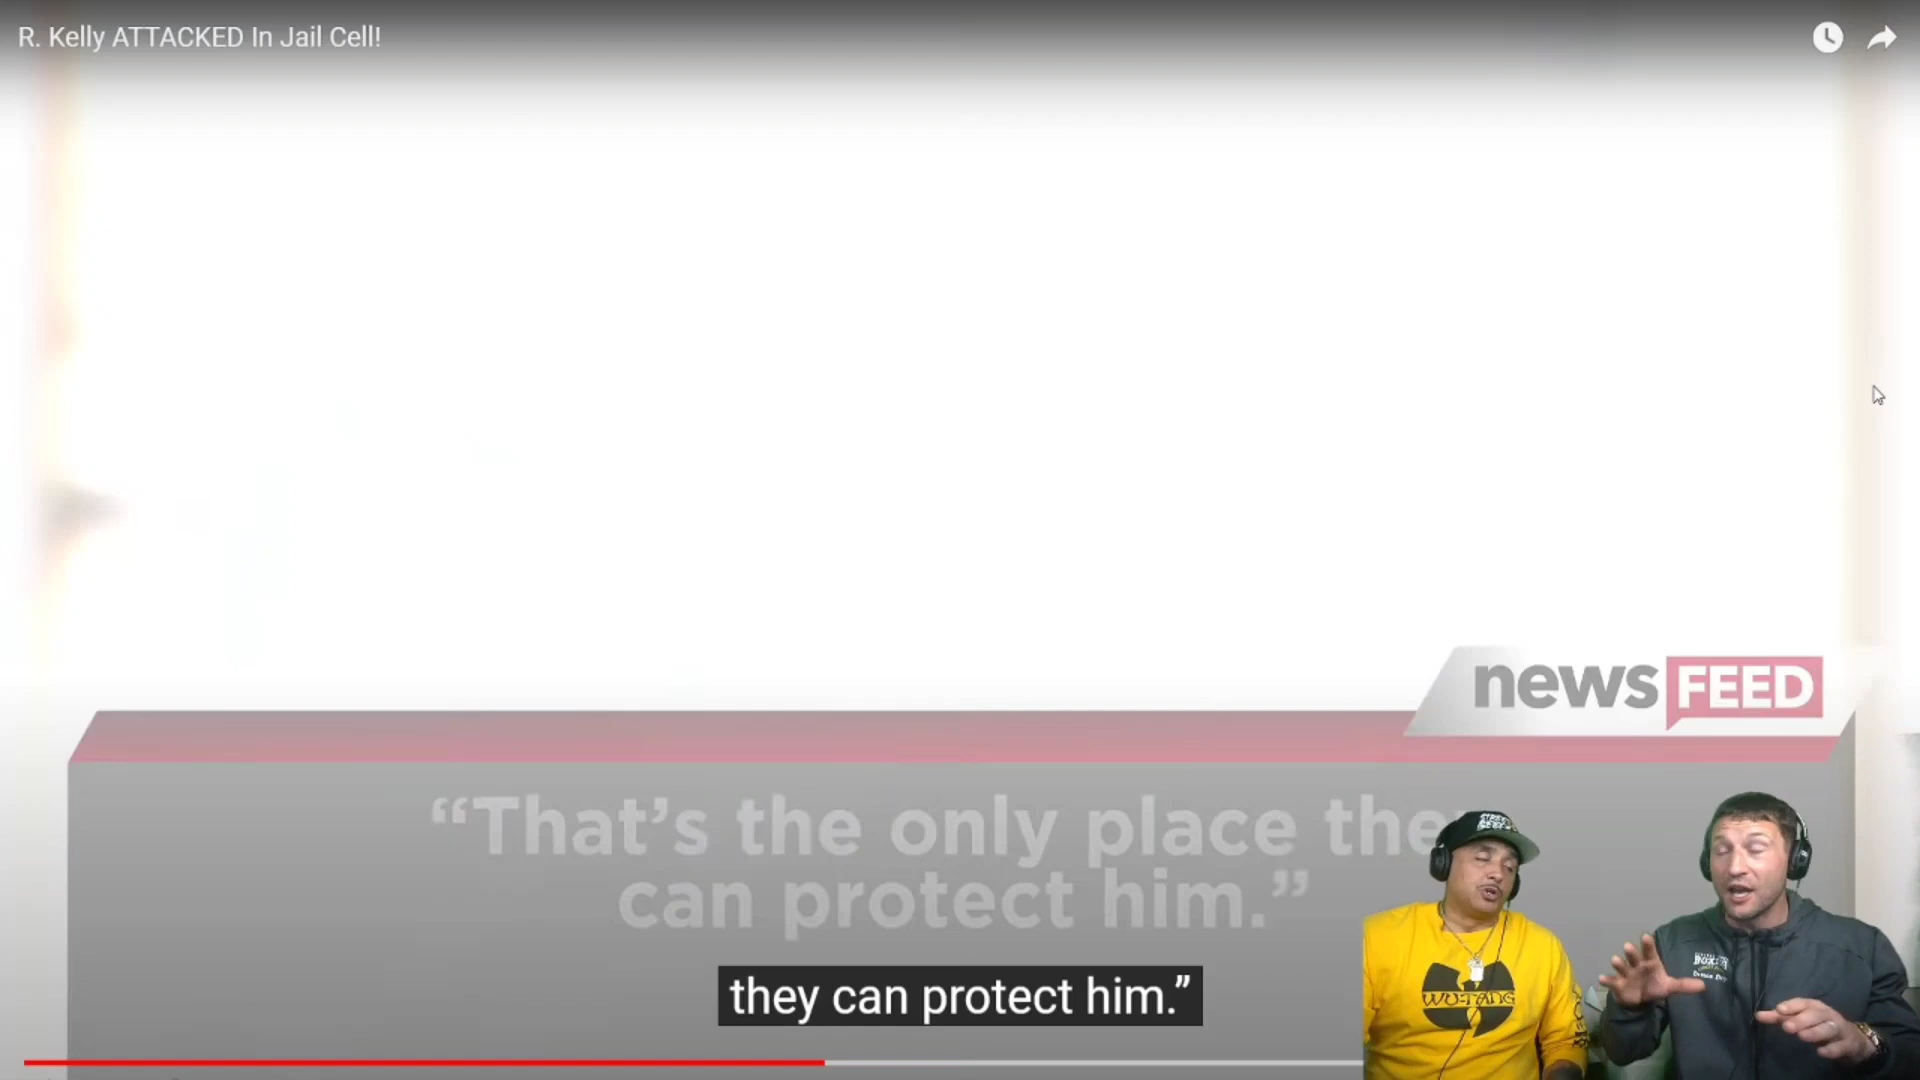 R. Kelly ATTACKED In Jail Cell!
news FEED
“That’s the only place the
can protect him.”
they can protect him.”
WU-TANG